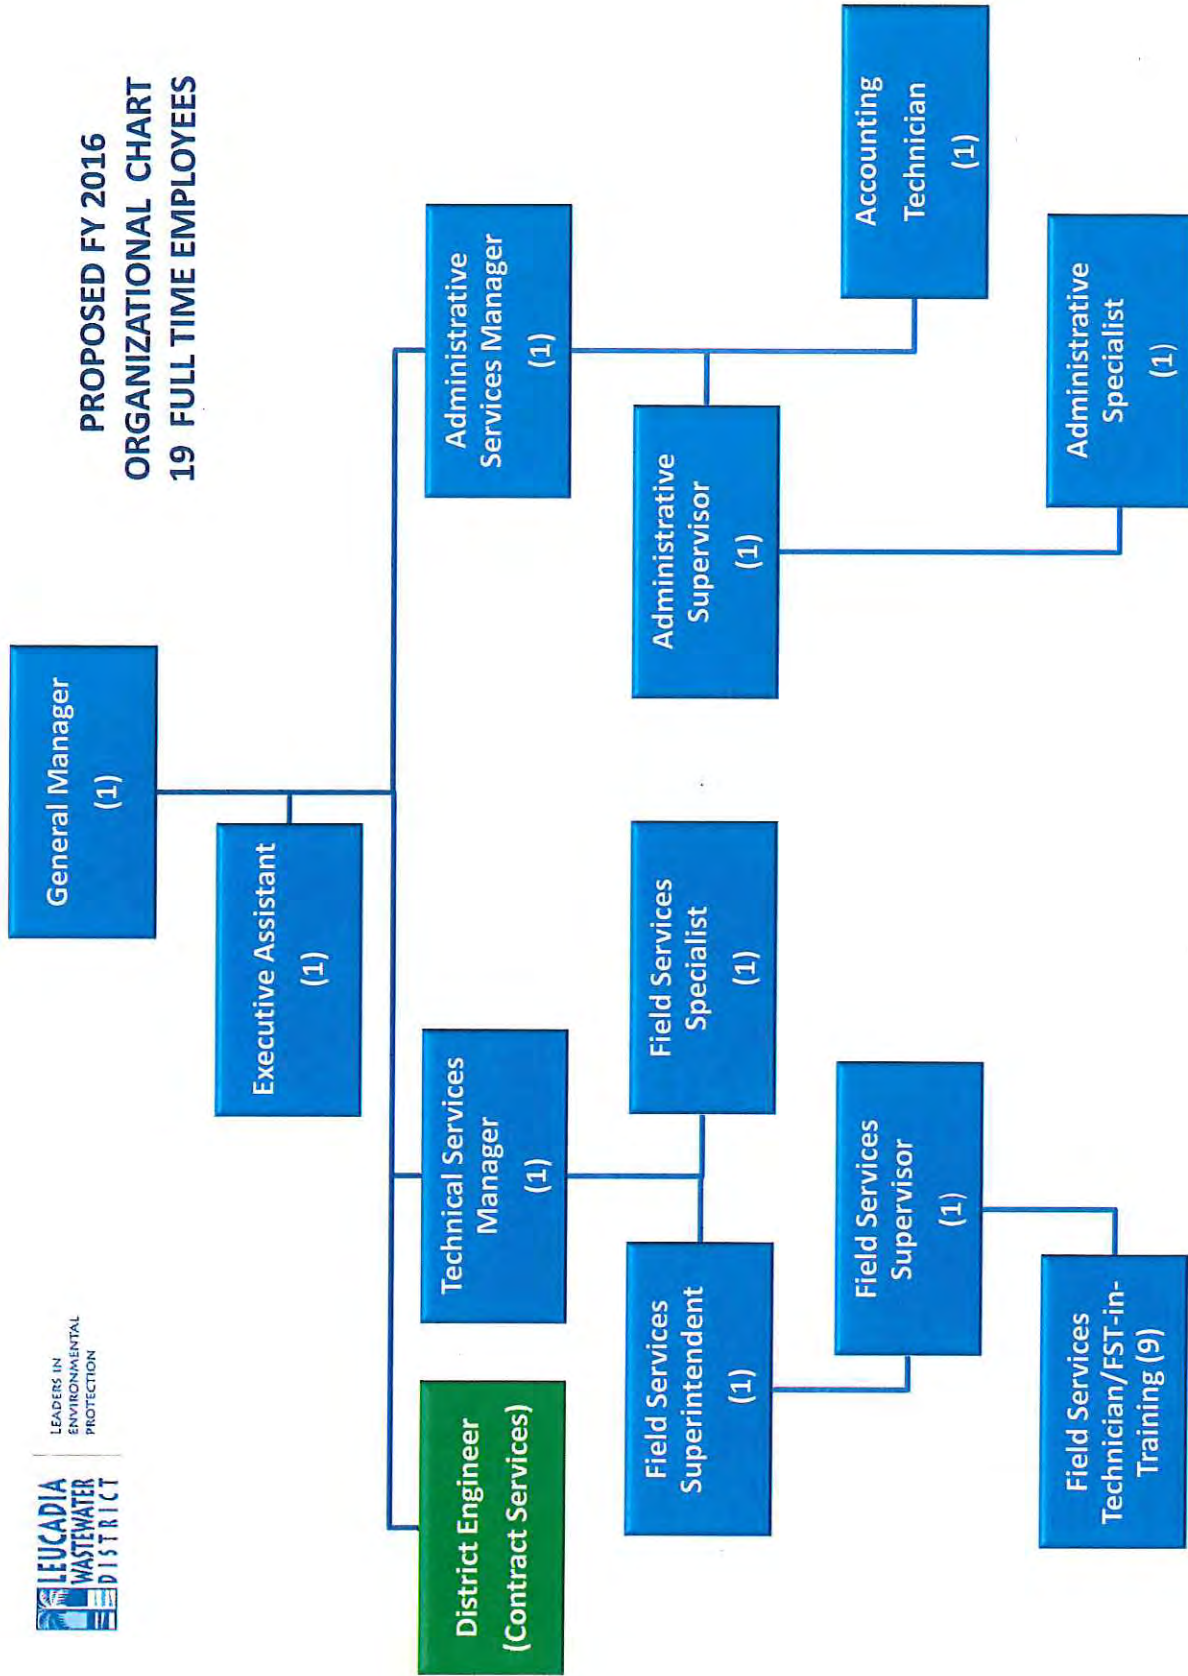 LEUCADIA
WASTEWATER
DISTRICT
LEADERS IN
ENVIRONMENTAL
PROTECTION
PROPOSED FY 2016
ORGANIZATIONAL CHART
19 FULL TIME EMPLOYEES
General Manager
(1)
Executive Assistant
(1)
District Engineer
(Contract Services)
Technical Services
Manager
(1)
Administrative
Services Manager
(1)
Field Services
Superintendent
(1)
Field Services
Specialist
(1)
Administrative
Supervisor
(1)
Accounting
Technician
(1)
Field Services
Supervisor
(1)
Field Services
Technician/FST-in-
Training (9)
Administrative
Specialist
(1)